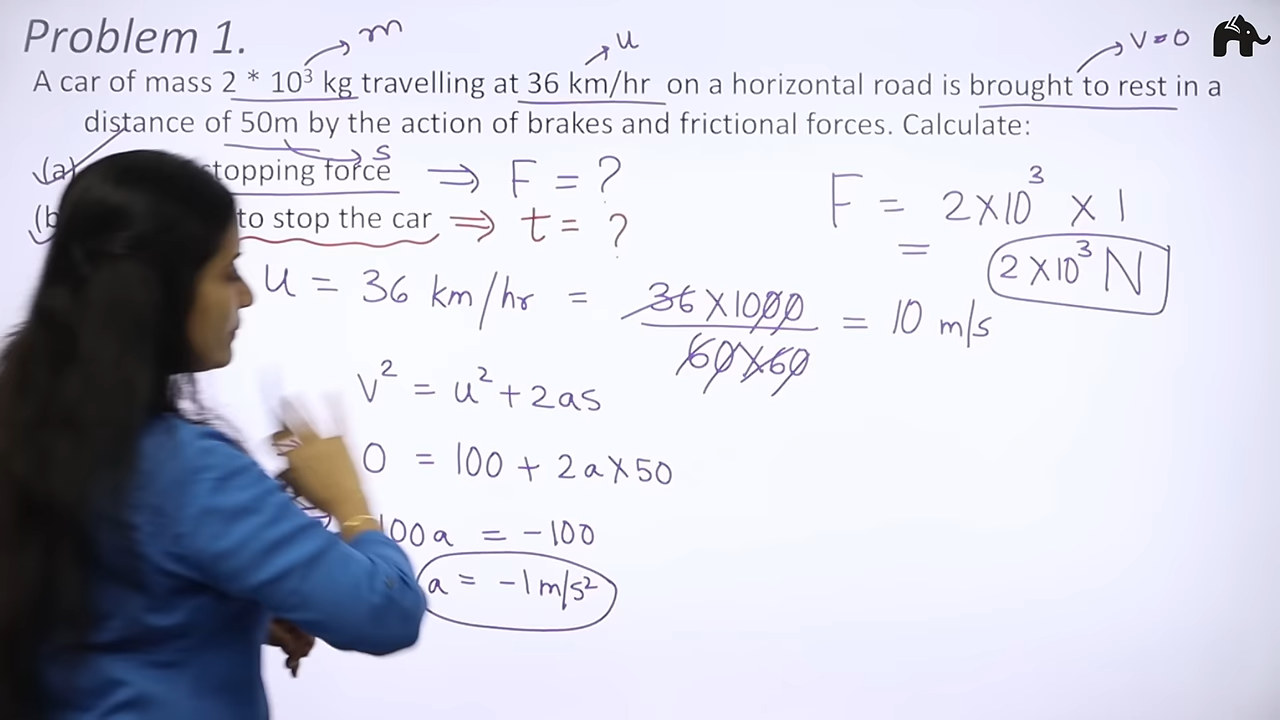 Problem 1.
m
u
v=0
A car of mass 2 * 10³ kg travelling at 36 km/hr on a horizontal road is brought to rest in a
distance of 50m by the action of brakes and frictional forces. Calculate:
s
(a) topping force ⇒ F = ?
(b to stop the car ⇒ t = ?
F = 2×10³ × 1
= 2×10³ N
u = 36 km/hr = 36×1000 / 60×60 = 10 m/s
v² = u² + 2as
0 = 100 + 2a×50
100a = -100
a = -1 m/s²